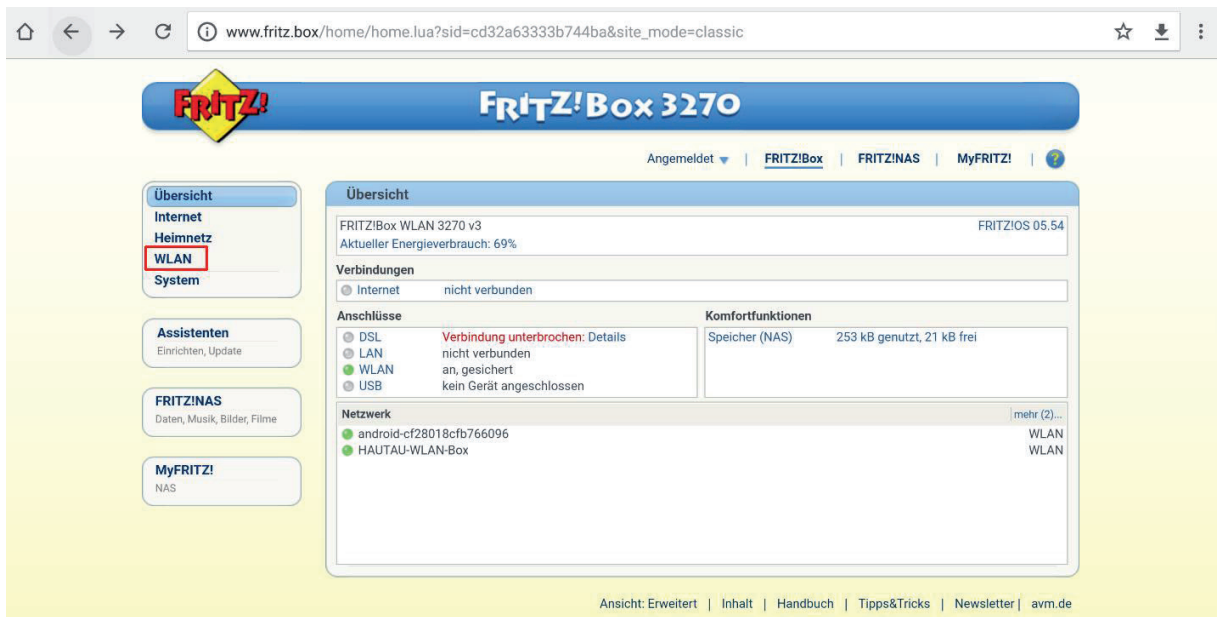 www.fritz.box/home/home.lua?sid=cd32a63333b744ba&site_mode=classic
FRITZ!
FRITZ!Box 3270
Angemeldet | FRITZ!Box | FRITZ!NAS | MyFRITZ! | ?
Übersicht
Internet
Heimnetz
WLAN
System
Assistenten
Einrichten, Update
FRITZ!NAS
Daten, Musik, Bilder, Filme
MyFRITZ!
NAS
Übersicht
FRITZ!Box WLAN 3270 v3 FRITZ!OS 05.54
Aktueller Energieverbrauch: 69%
Verbindungen
Internet nicht verbunden
Anschlüsse
DSL Verbindung unterbrochen: Details
LAN nicht verbunden
WLAN an, gesichert
USB kein Gerät angeschlossen
Komfortfunktionen
Speicher (NAS) 253 kB genutzt, 21 kB frei
Netzwerk mehr (2)...
android-cf28018cfb766096 WLAN
HAUTAU-WLAN-Box WLAN
Ansicht: Erweitert | Inhalt | Handbuch | Tipps&Tricks | Newsletter | avm.de